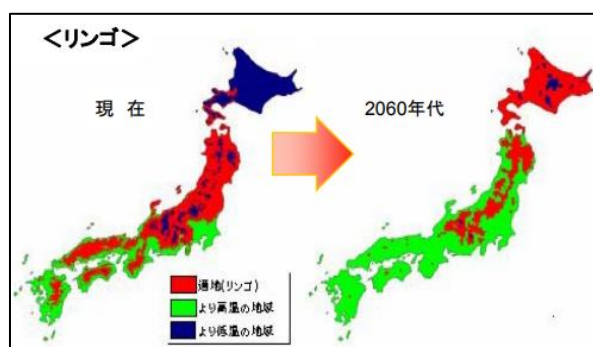 ＜リンゴ＞
現 在
2060年代
適地(リンゴ)
より高温の地域
より低温の地域